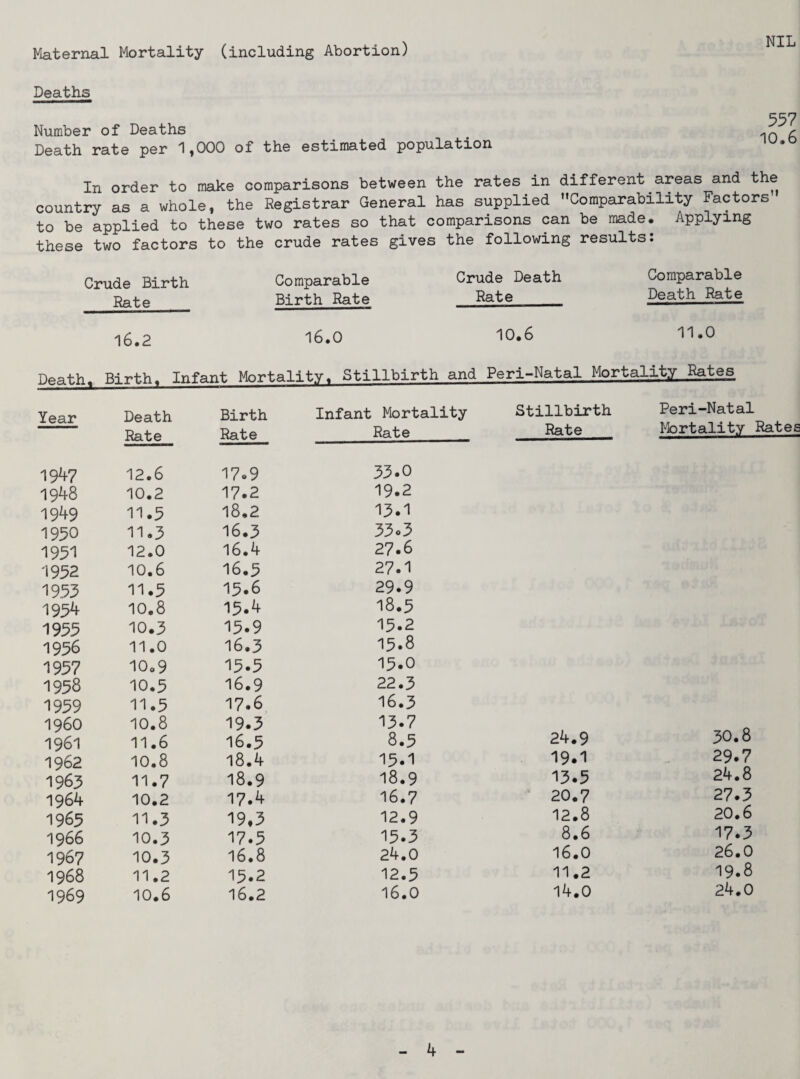 Maternal Mortality (including Abortion) NIL
Deaths
Number of Deaths 557
Death rate per 1,000 of the estimated population 10.6
In order to make comparisons between the rates in different areas and the
country as a whole, the Registrar General has supplied "Comparability Factors"
to be applied to these two rates so that comparisons can be made. Applying
these two factors to the crude rates gives the following results:
Crude Birth Comparable Crude Death Comparable
Rate Birth Rate Rate Death Rate
16.2 16.0 10.6 11.0
Death, Birth, Infant Mortality, Stillbirth and Peri-Natal Mortality Rates
Year Death Birth Infant Mortality Stillbirth Peri-Natal
Rate Rate Rate Rate Mortality Rates
1947 12.6 17.9 33.0
1948 10.2 17.2 19.2
1949 11.5 18.2 13.1
1950 11.3 16.3 33.3
1951 12.0 16.4 27.6
1952 10.6 16.5 27.1
1953 11.5 15.6 29.9
1954 10.8 15.4 18.5
1955 10.3 15.9 15.2
1956 11.0 16.3 15.8
1957 10.9 15.5 15.0
1958 10.5 16.9 22.3
1959 11.5 17.6 16.3
1960 10.8 19.3 13.7
1961 11.6 16.5 8.5 24.9 30.8
1962 10.8 18.4 15.1 19.1 29.7
1963 11.7 18.9 18.9 13.5 24.8
1964 10.2 17.4 16.7 20.7 27.3
1965 11.3 19.3 12.9 12.8 20.6
1966 10.3 17.5 15.3 8.6 17.3
1967 10.3 16.8 24.0 16.0 26.0
1968 11.2 15.2 12.5 11.2 19.8
1969 10.6 16.2 16.0 14.0 24.0
- 4 -